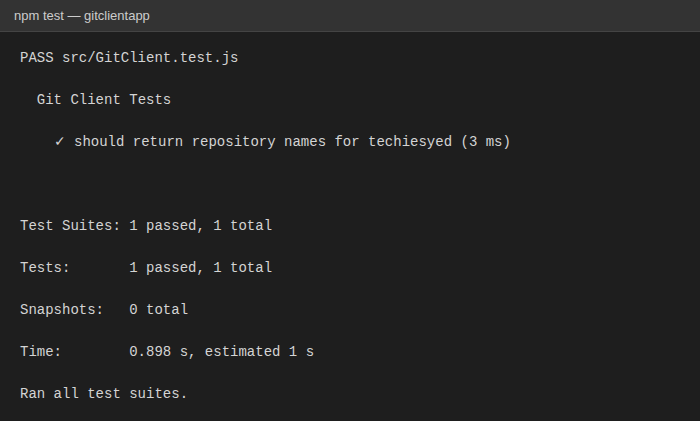 npm test — gitclientapp
PASS src/GitClient.test.js
Git Client Tests
✓ should return repository names for techiesyed (3 ms)
Test Suites: 1 passed, 1 total
Tests:       1 passed, 1 total
Snapshots:   0 total
Time:        0.898 s, estimated 1 s
Ran all test suites.